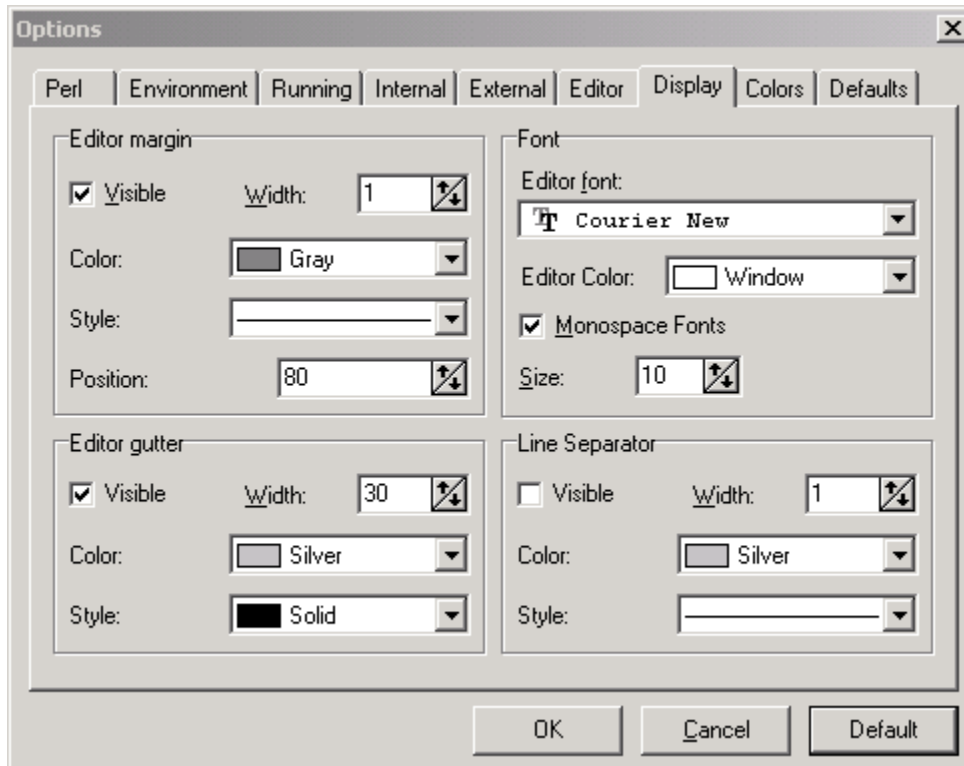 Options
Perl Environment Running Internal External Editor Display Colors Defaults
Editor margin
Visible Width: 1
Color: Gray
Style:
Position: 80
Font
Editor font:
Courier New
Editor Color: Window
Monospace Fonts
Size: 10
Editor gutter
Visible Width: 30
Color: Silver
Style: Solid
Line Separator
Visible Width: 1
Color: Silver
Style:
OK Cancel Default